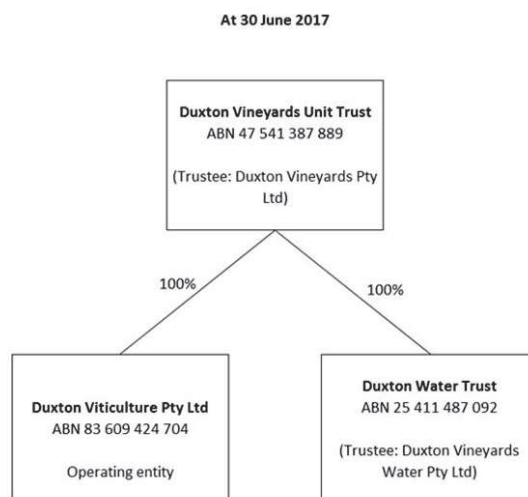 At 30 June 2017
Duxton Vineyards Unit Trust
ABN 47 541 387 889
(Trustee: Duxton Vineyards Pty
Ltd)
100%
100%
Duxton Viticulture Pty Ltd
ABN 83 609 424 704
Operating entity
Duxton Water Trust
ABN 25 411 487 092
(Trustee: Duxton Vineyards
Water Pty Ltd)